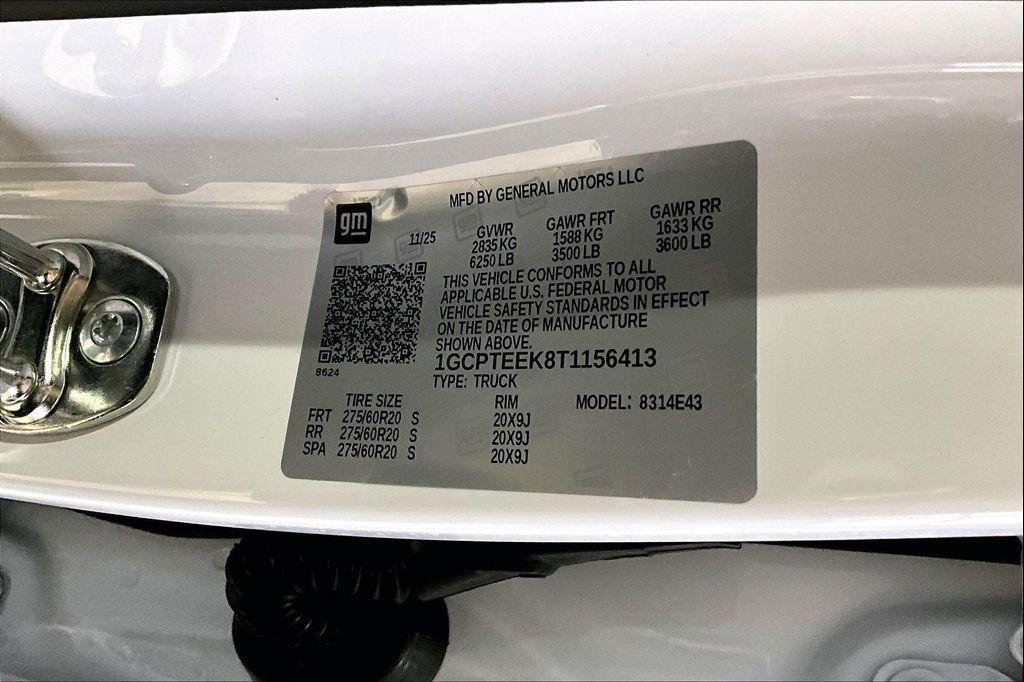 MFD BY GENERAL MOTORS LLC
gm
11/25
GVWR GAWR FRT GAWR RR
2835 KG 1588 KG 1633 KG
6250 LB 3500 LB 3600 LB
THIS VEHICLE CONFORMS TO ALL
APPLICABLE U.S. FEDERAL MOTOR
VEHICLE SAFETY STANDARDS IN EFFECT
ON THE DATE OF MANUFACTURE
SHOWN ABOVE.
1GCPTEEK8T1156413
8624
TYPE: TRUCK
TIRE SIZE RIM MODEL: 8314E43
FRT 275/60R20 S 20X9J
RR 275/60R20 S 20X9J
SPA 275/60R20 S 20X9J